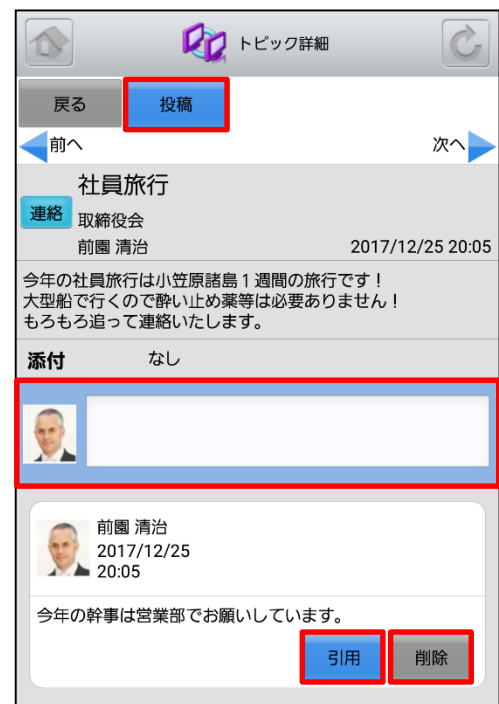 トピック詳細
戻る 投稿
前へ 次へ
社員旅行
連絡 取締役会
前園 清治 2017/12/25 20:05
今年の社員旅行は小笠原諸島１週間の旅行です！
大型船で行くので酔い止め薬等は必要ありません！
もろもろ追って連絡いたします。
添付 なし
前園 清治
2017/12/25
20:05
今年の幹事は営業部でお願いしています。
引用 削除